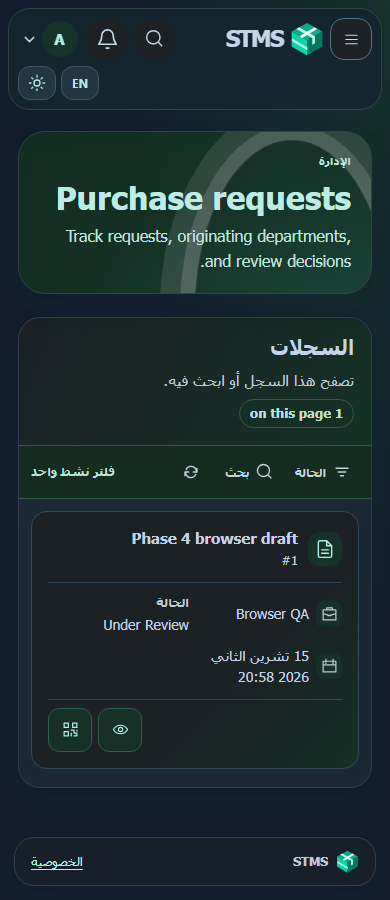 STMS
A
EN
الإدارة
Purchase requests
Track requests, originating departments,
and review decisions.
السجلات
تصفح هذا السجل أو ابحث فيه.
1 on this page
الحالة
بحث
فلتر نشط واحد
Phase 4 browser draft
#1
Browser QA
الحالة
Under Review
15 تشرين الثاني
2026 20:58
STMS
الخصوصية